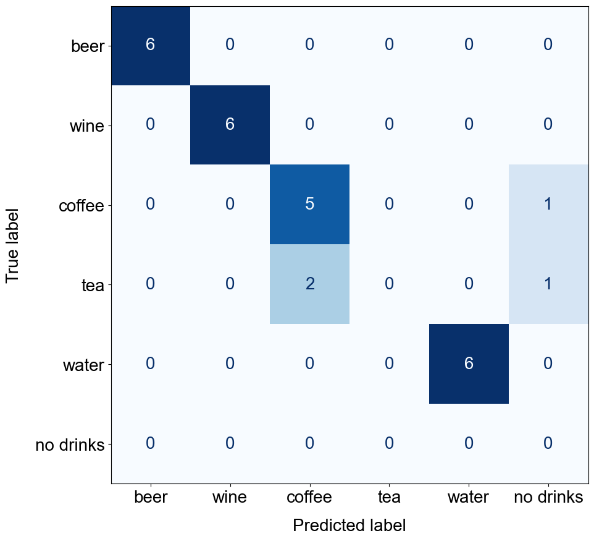 beer 6 0 0 0 0 0
wine 0 6 0 0 0 0
coffee 0 0 5 0 0 1
tea 0 0 2 0 0 1
water 0 0 0 0 6 0
no drinks 0 0 0 0 0 0
beer wine coffee tea water no drinks
Predicted label
True label